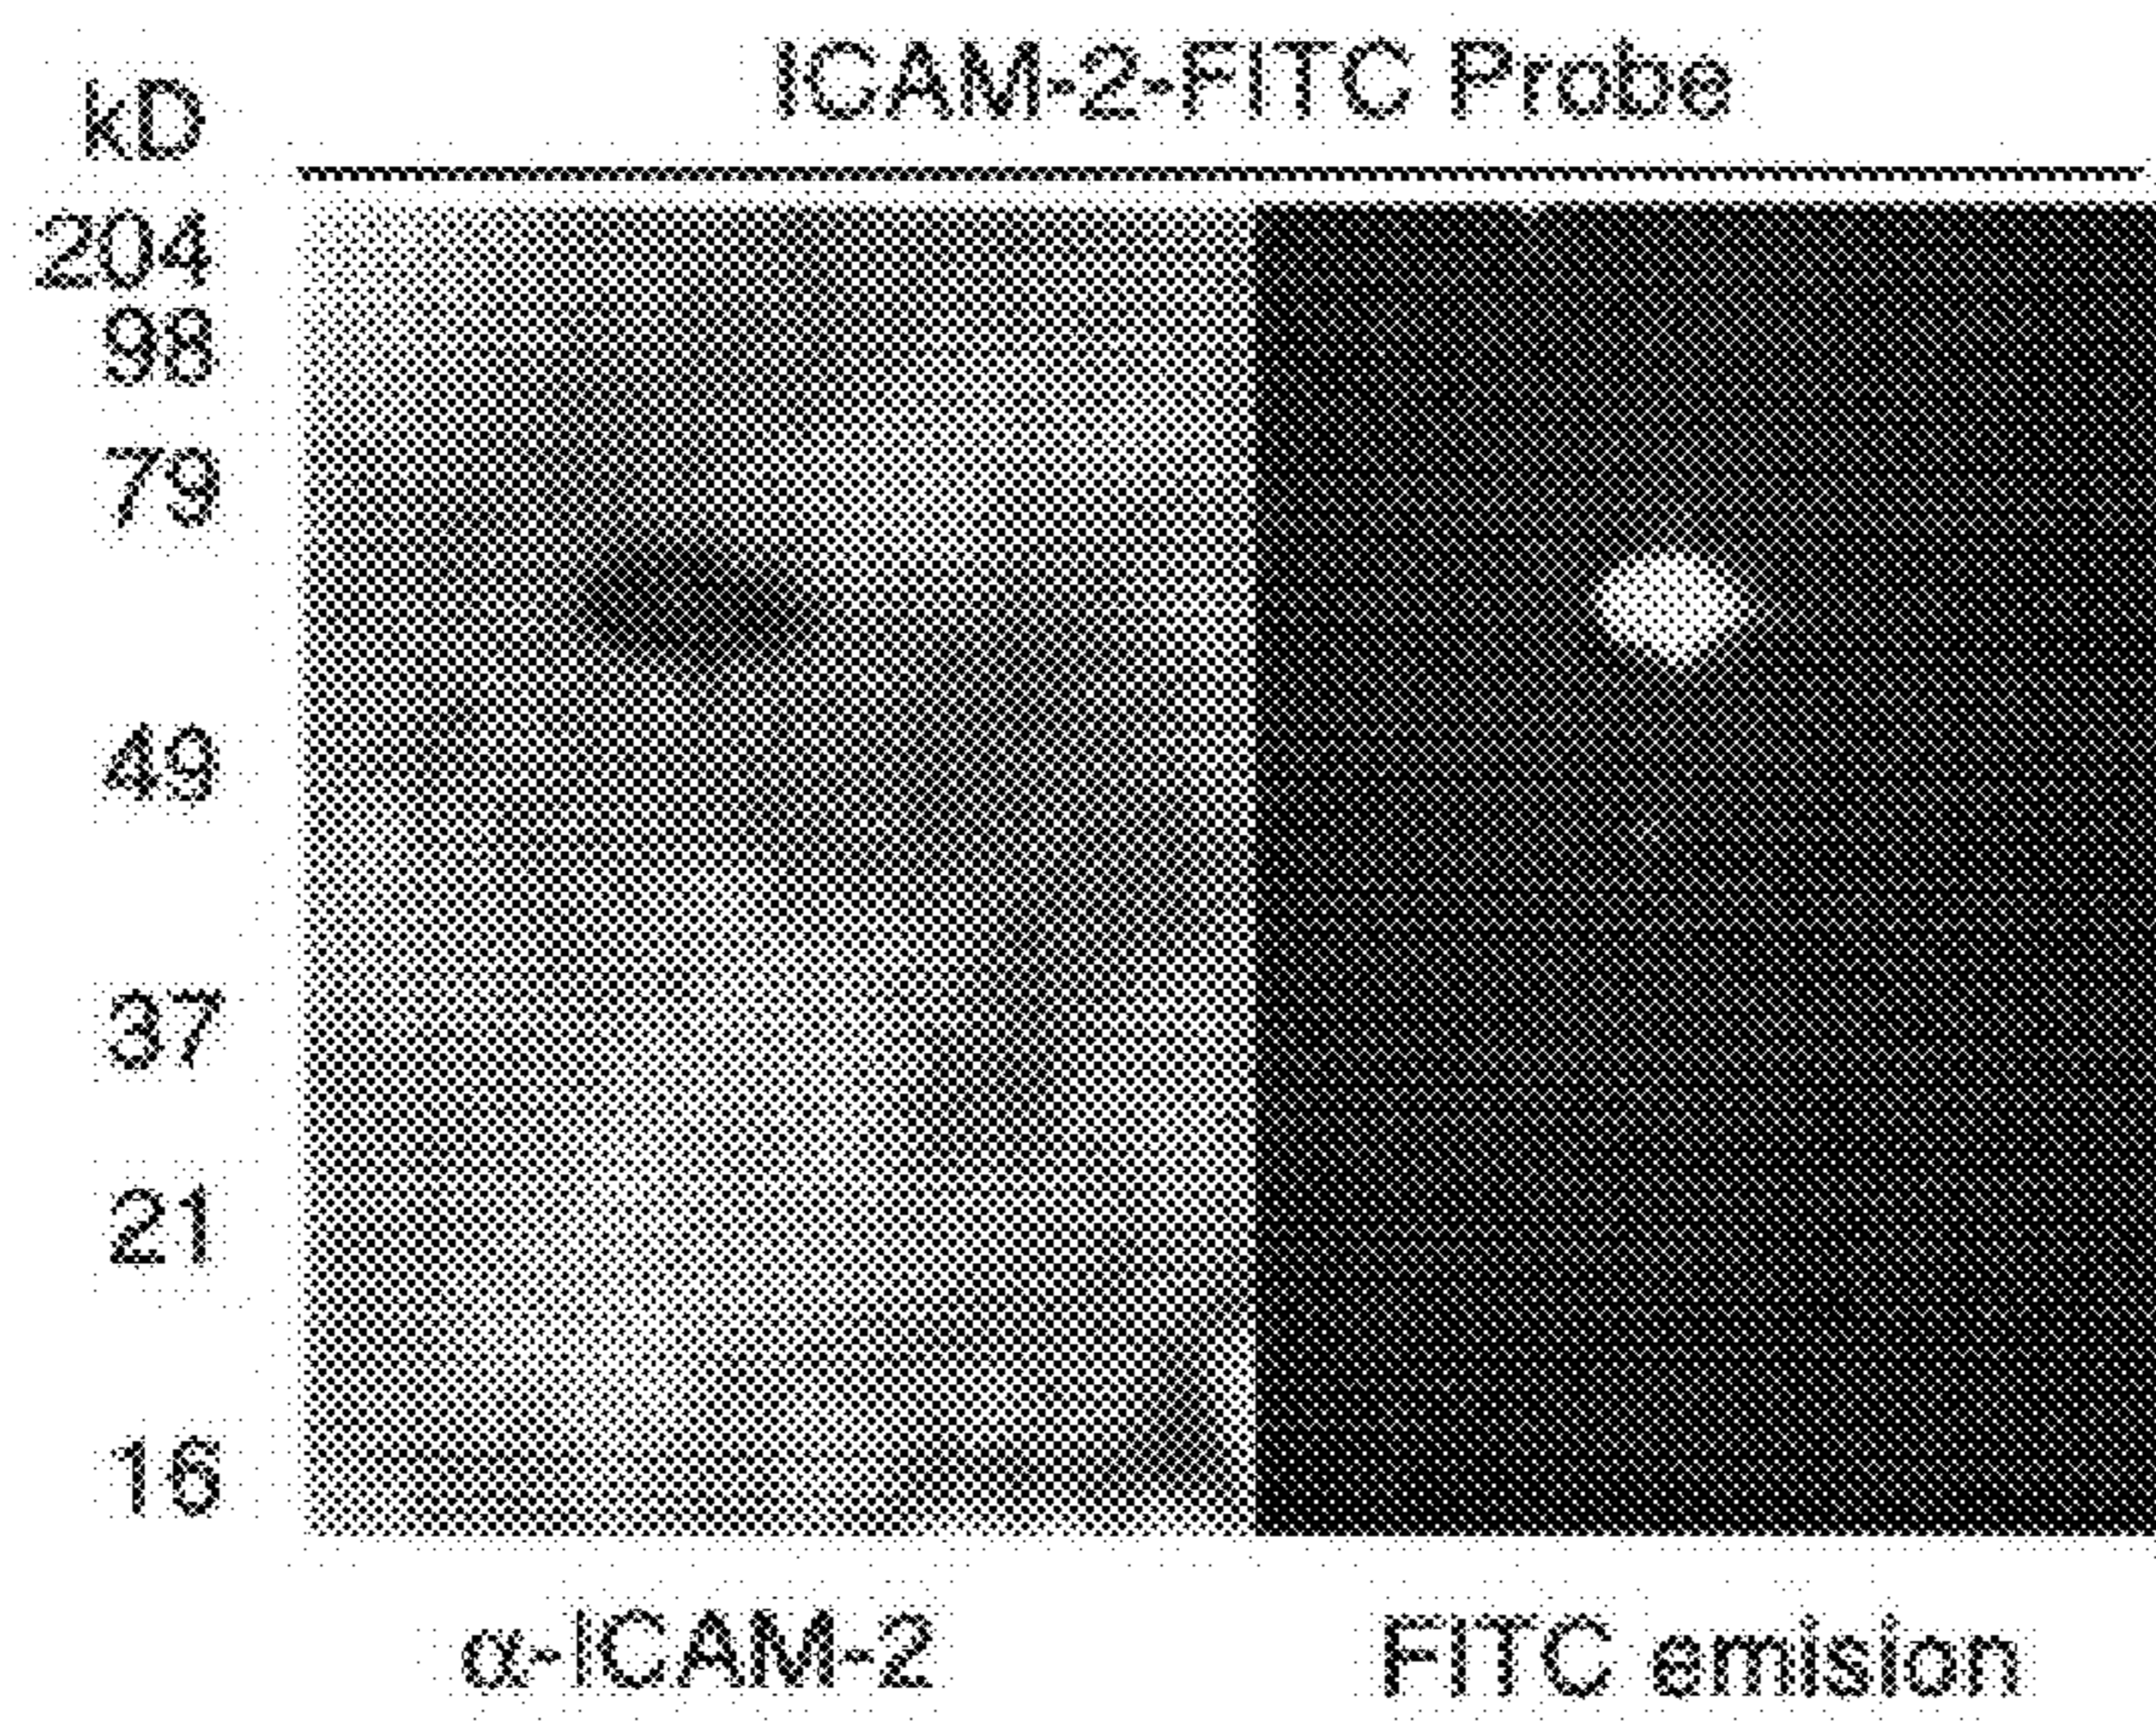 ICAM-2-FITC Probe
kD
204
98
79
49
37
21
16
α-ICAM-2 FITC emision